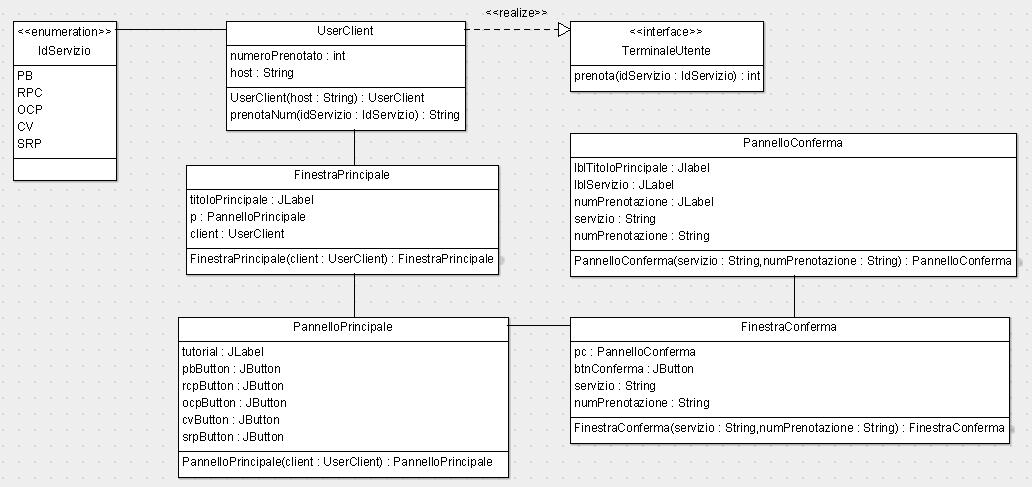 <<realize>>
<<enumeration>>
IdServizio
PB
RPC
OCP
CV
SRP
UserClient
numeroPrenotato : int
host : String
UserClient(host : String) : UserClient
prenotaNum(idServizio : IdServizio) : String
<<interface>>
TerminaleUtente
prenota(idServizio : IdServizio) : int
FinestraPrincipale
titoloPrincipale : JLabel
p : PannelloPrincipale
client : UserClient
FinestraPrincipale(client : UserClient) : FinestraPrincipale
PannelloConferma
lblTitoloPrincipale : Jlabel
lblServizio : JLabel
numPrenotazione : JLabel
servizio : String
numPrenotazione : String
PannelloConferma(servizio : String,numPrenotazione : String) : PannelloConferma
PannelloPrincipale
tutorial : JLabel
pbButton : JButton
rcpButton : JButton
ocpButton : JButton
cvButton : JButton
srpButton : JButton
PannelloPrincipale(client : UserClient) : PannelloPrincipale
FinestraConferma
pc : PannelloConferma
btnConferma : JButton
servizio : String
numPrenotazione : String
FinestraConferma(servizio : String,numPrenotazione : String) : FinestraConferma